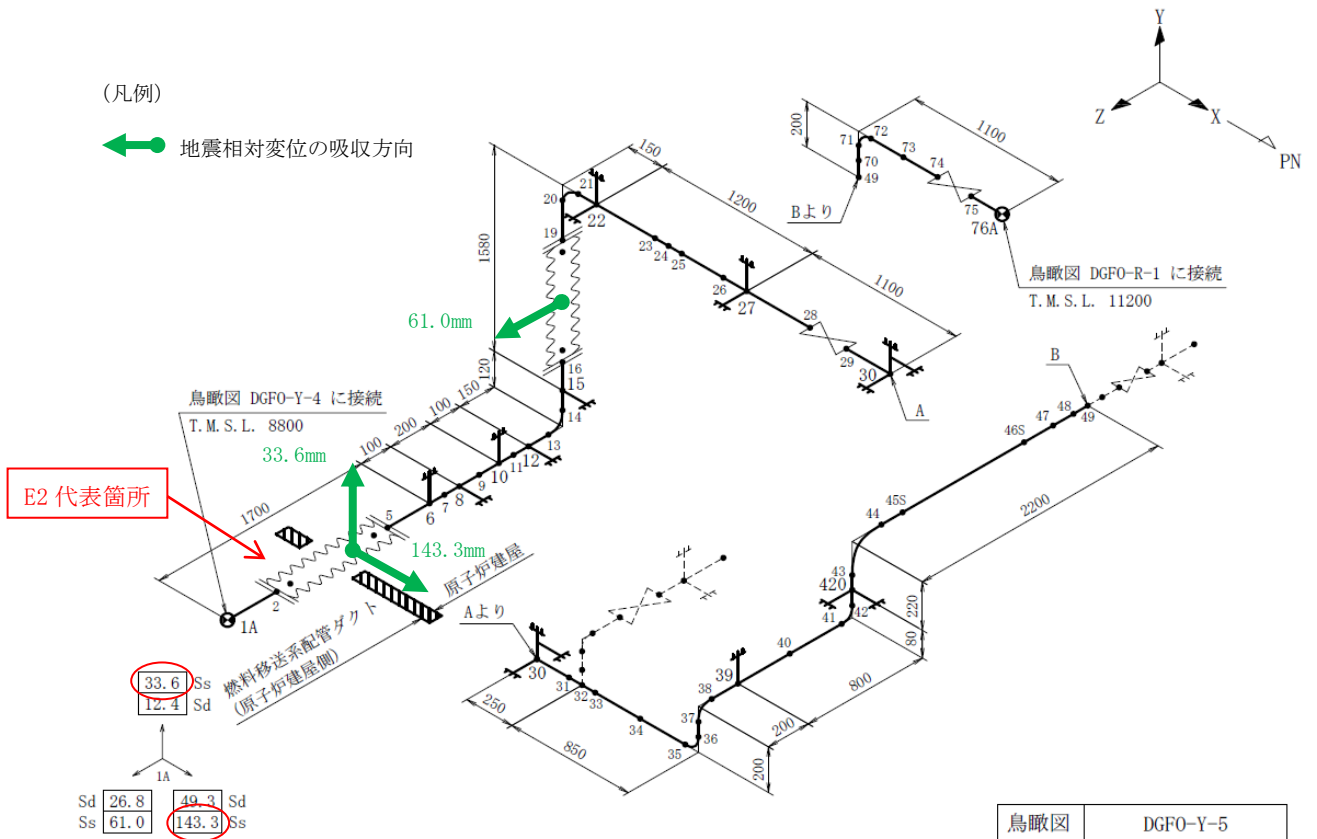 (凡例)
地震相対変位の吸収方向
Y
Z
X
PN
200
1100
71
72
70
73
49
74
75
76A
Bより
鳥瞰図 DGFO-R-1 に接続
T.M.S.L. 11200
150
1200
1100
20
21
22
19
23
24
25
26
27
28
29
30
A
1580
61.0mm
120
16
15
14
13
150
100
200
100
12
11
10
9
8
7
6
5
鳥瞰図 DGFO-Y-4 に接続
T.M.S.L. 8800
33.6mm
E2 代表箇所
1700
143.3mm
2
1A
原子炉建屋
燃料移送系配管ダクト
(原子炉建屋側)
B
49
48
47
46S
45S
44
2200
43
420
42
41
220
80
40
39
800
38
37
36
35
200
200
Aより
30
31
32
33
34
250
850
33.6 Ss
12.4 Sd
1A
Sd 26.8 49.3 Sd
Ss 61.0 143.3 Ss
鳥瞰図 DGFO-Y-5